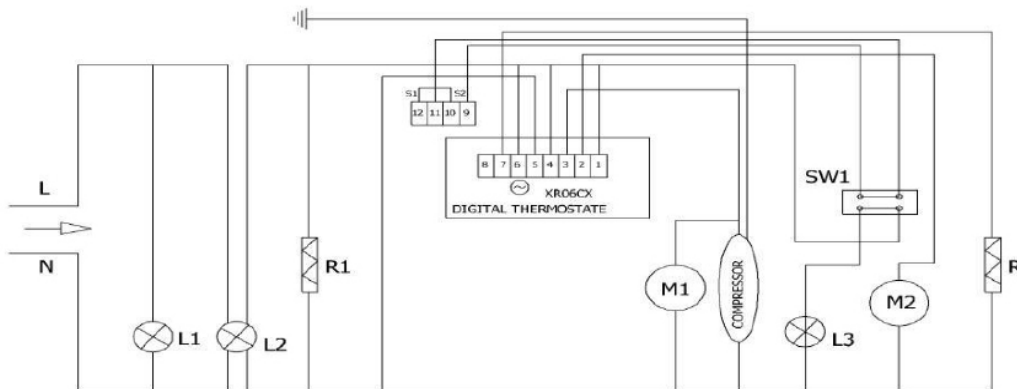 S1 S2
12 11 10 9
8 7 6 5 4 3 2 1
XR06CX
DIGITAL THERMOSTATE
SW1
L
N
R1
R
M1
COMPRESSOR
M2
L1
L2
L3